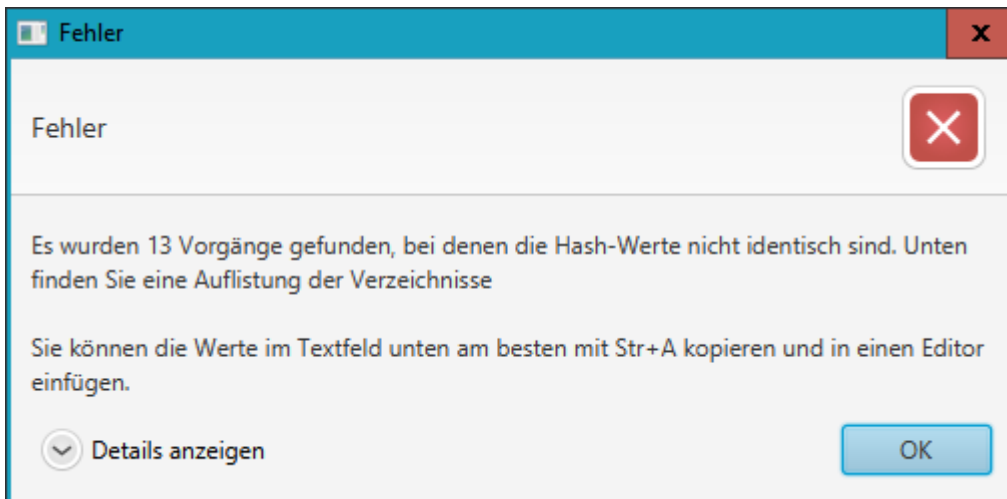 Fehler
Fehler
Es wurden 13 Vorgänge gefunden, bei denen die Hash-Werte nicht identisch sind. Unten
finden Sie eine Auflistung der Verzeichnisse
Sie können die Werte im Textfeld unten am besten mit Str+A kopieren und in einen Editor
einfügen.
Details anzeigen
OK